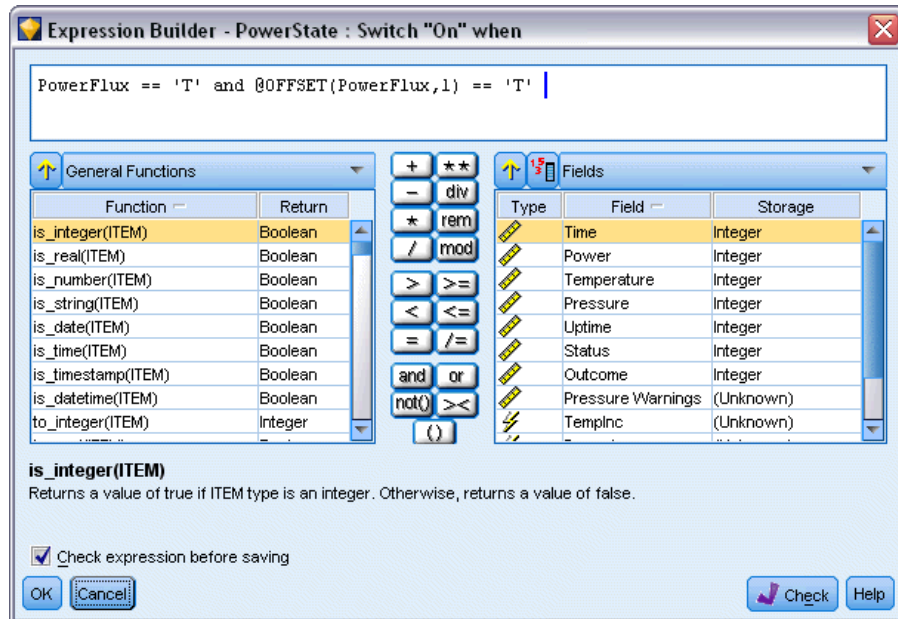 Expression Builder - PowerState : Switch "On" when
PowerFlux == 'T' and @OFFSET(PowerFlux,1) == 'T'
General Functions
Function Return
is_integer(ITEM) Boolean
is_real(ITEM) Boolean
is_number(ITEM) Boolean
is_string(ITEM) Boolean
is_date(ITEM) Boolean
is_time(ITEM) Boolean
is_timestamp(ITEM) Boolean
is_datetime(ITEM) Boolean
to_integer(ITEM) Integer
+ **
- div
* rem
/ mod
> >=
< <=
= /=
and or
not() ><
()
Fields
Type Field Storage
Time Integer
Power Integer
Temperature Integer
Pressure Integer
Uptime Integer
Status Integer
Outcome Integer
Pressure Warnings (Unknown)
TempInc (Unknown)
is_integer(ITEM)
Returns a value of true if ITEM type is an integer. Otherwise, returns a value of false.
Check expression before saving
OK Cancel Check Help